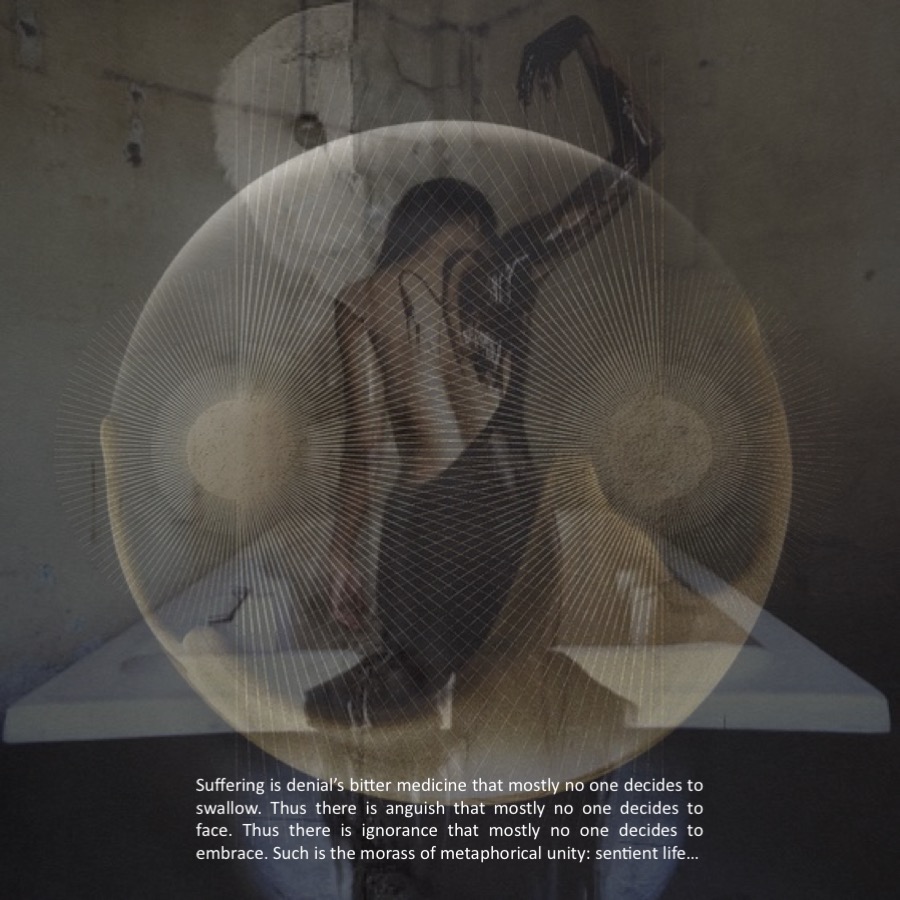 Suffering is denial’s bitter medicine that mostly no one decides to
swallow. Thus there is anguish that mostly no one decides to
face. Thus there is ignorance that mostly no one decides to
embrace. Such is the morass of metaphorical unity: sentient life...